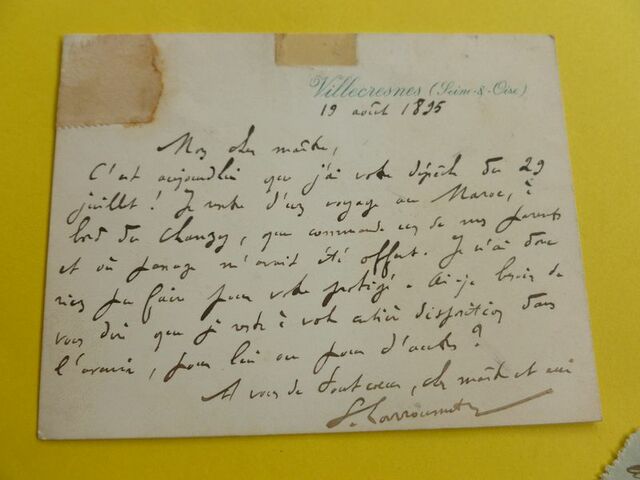 Villecresnes (Seine-&-Oise)
19 août 1895
Mon cher maître,
C'est aujourd'hui que j'ai votre dépêche du 29
juillet ! Je rentre d'un voyage au Maroc, à
bord du Chanzy, que commande un de mes parents
et où passage m'avait été offert. Je n'ai donc
rien pu faire pour votre protégé. Ai-je besoin de
vous dire que je reste à votre entière disposition dans
l'avenir, pour lui ou pour d'autres ?
A vous de tout coeur, cher maître et ami
G. Larroumet